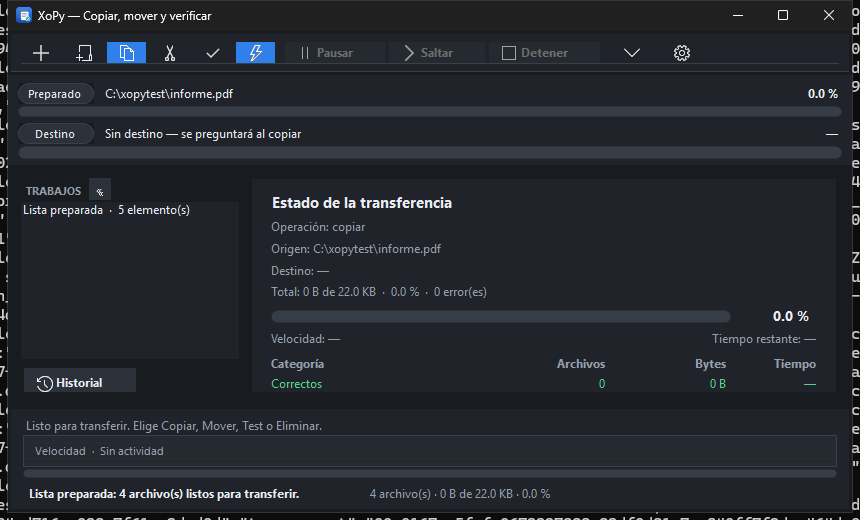 XoPy — Copiar, mover y verificar
Pausar
Saltar
Detener
Preparado C:\xopytest\informe.pdf 0.0 %
Destino Sin destino — se preguntará al copiar —
TRABAJOS «
Lista preparada · 5 elemento(s)
Historial
Estado de la transferencia
Operación: copiar
Origen: C:\xopytest\informe.pdf
Destino: —
Total: 0 B de 22.0 KB · 0.0 % · 0 error(es)
0.0 %
Velocidad: — Tiempo restante: —
Categoría Archivos Bytes Tiempo
Correctos 0 0 B —
Listo para transferir. Elige Copiar, Mover, Test o Eliminar.
Velocidad · Sin actividad
Lista preparada: 4 archivo(s) listos para transferir. 4 archivo(s) · 0 B de 22.0 KB · 0.0 %